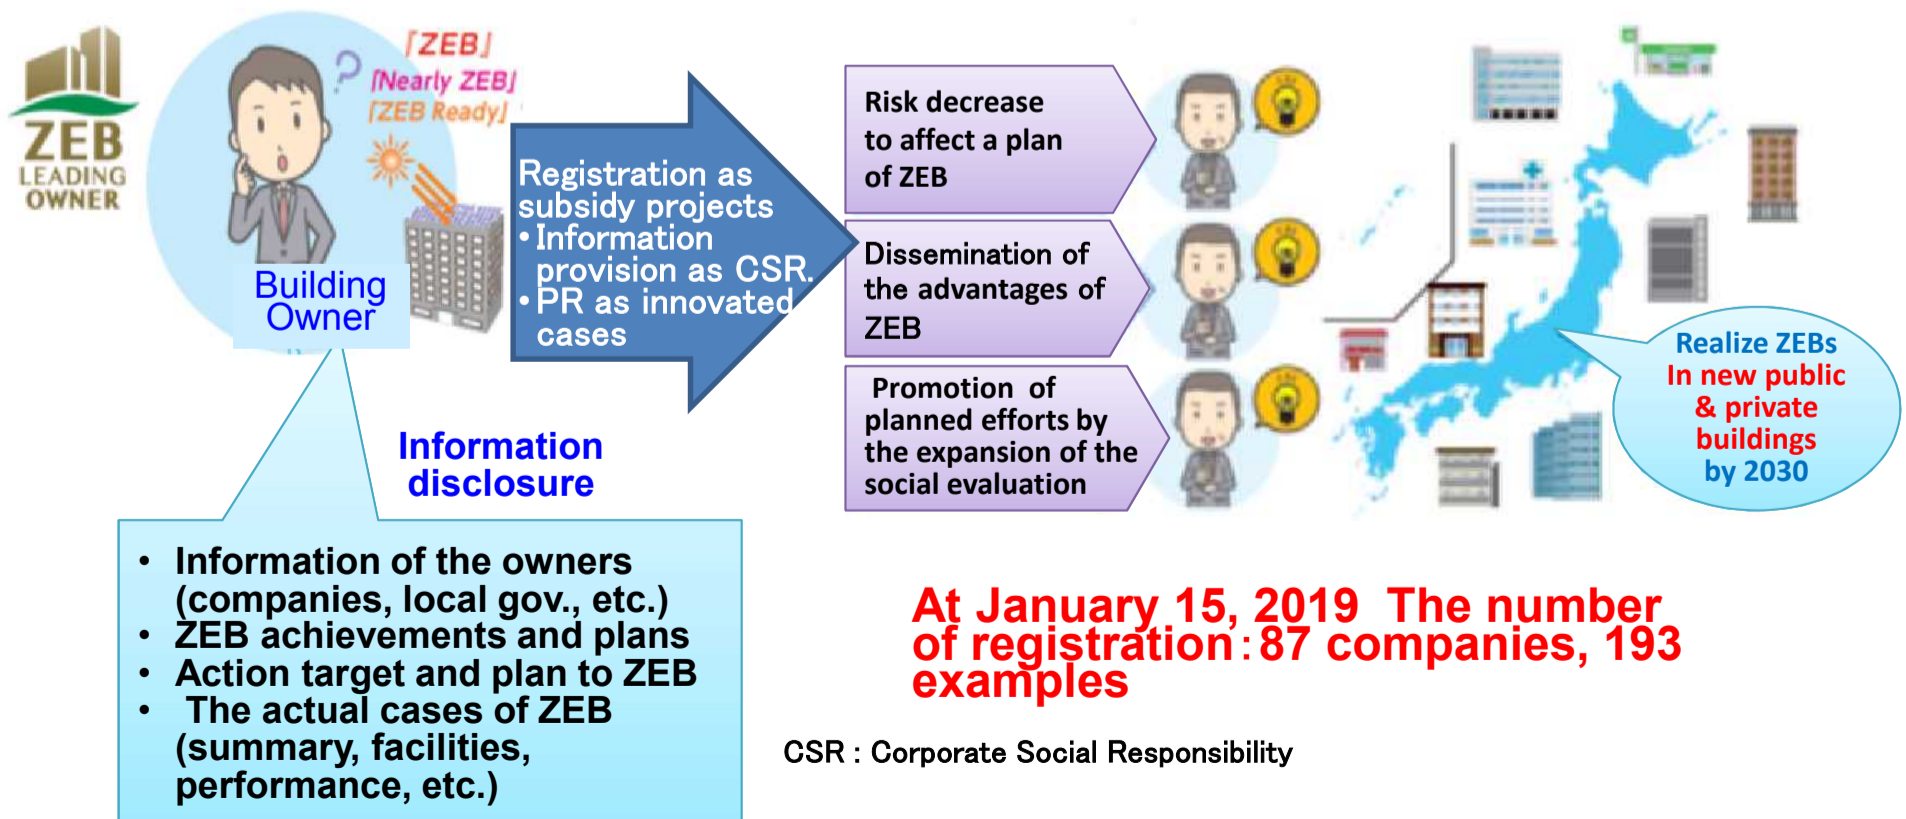 ZEB
LEADING
OWNER
?
「ZEB」
「Nearly ZEB」
「ZEB Ready」
Building
Owner
Registration as
subsidy projects
• Information
provision as CSR.
• PR as innovated
cases
Risk decrease
to affect a plan
of ZEB
Dissemination of
the advantages of
ZEB
Promotion of
planned efforts by
the expansion of the
social evaluation
Realize ZEBs
In new public
& private
buildings
by 2030
Information
disclosure
• Information of the owners
(companies, local gov., etc.)
• ZEB achievements and plans
• Action target and plan to ZEB
• The actual cases of ZEB
(summary, facilities,
performance, etc.)
At January 15, 2019 The number
of registration：87 companies, 193
examples
CSR : Corporate Social Responsibility